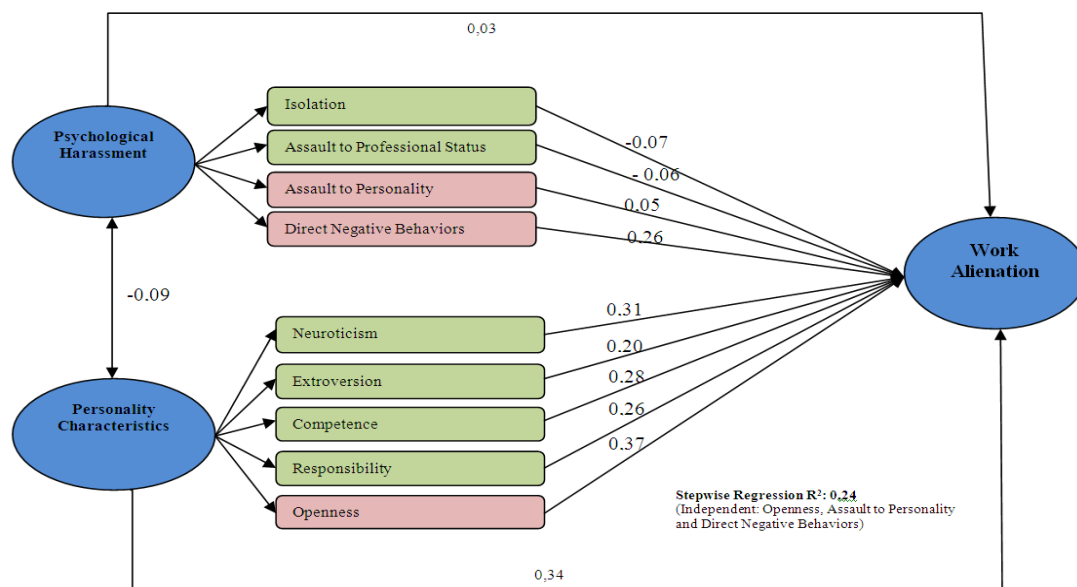 0,03
Psychological
Harassment
Isolation
Assault to Professional Status
Assault to Personality
Direct Negative Behaviors
-0.07
- 0.06
0.05
0.26
Work
Alienation
-0.09
Personality
Characteristics
Neuroticism
Extroversion
Competence
Responsibility
Openness
0.31
0.20
0.28
0.26
0.37
Stepwise Regression R²: 0,24
(Independent: Openness, Assault to Personality
and Direct Negative Behaviors)
0,34